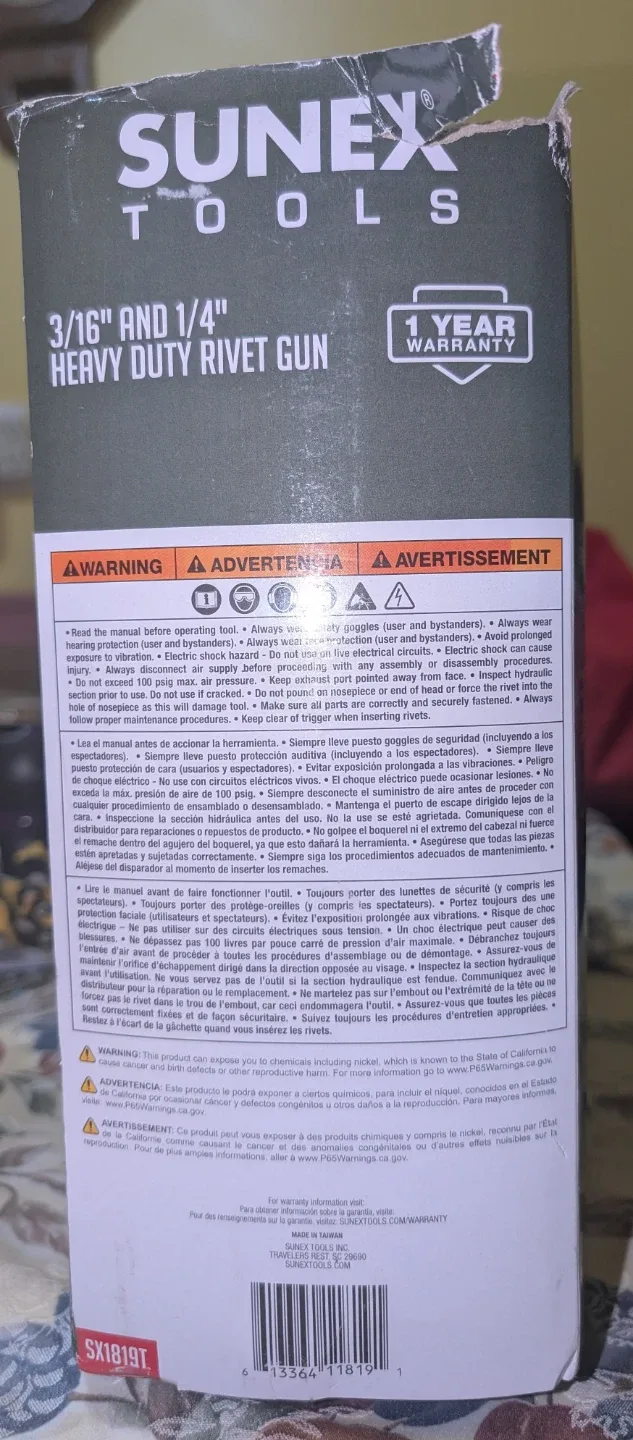 SUNEX®
TOOLS
3/16" AND 1/4"
HEAVY DUTY RIVET GUN
1 YEAR
WARRANTY
WARNING
ADVERTENCIA
AVERTISSEMENT
• Read the manual before operating tool. • Always wear safety goggles (user and bystanders). • Always wear
hearing protection (user and bystanders). • Always wear face protection (user and bystanders). • Avoid prolonged
exposure to vibration. • Electric shock hazard - Do not use on live electrical circuits. • Electric shock can cause
injury. • Always disconnect air supply before proceeding with any assembly or disassembly procedures.
• Do not exceed 100 psig max. air pressure. • Keep exhaust port pointed away from face. • Inspect hydraulic
section prior to use. Do not use if cracked. • Do not pound on nosepiece or end of head or force the rivet into the
hole of nosepiece as this will damage tool. • Make sure all parts are correctly and securely fastened. • Always
follow proper maintenance procedures. • Keep clear of trigger when inserting rivets.
• Lea el manual antes de accionar la herramienta. • Siempre lleve puesto goggles de seguridad (incluyendo a los
espectadores). • Siempre lleve puesto protección auditiva (incluyendo a los espectadores). • Siempre lleve
puesto protección de cara (usuarios y espectadores). • Evitar exposición prolongada a las vibraciones. • Peligro
de choque eléctrico - No use con circuitos eléctricos vivos. • El choque eléctrico puede ocasionar lesiones. • No
exceda la máx. presión de aire de 100 psig. • Siempre desconecte el suministro de aire antes de proceder con
cualquier procedimiento de ensamblado o desensamblado. • Mantenga el puerto de escape dirigido lejos de la
cara. • Inspeccione la sección hidráulica antes del uso. No la use se esté agrietada. Comuníquese con el
distribuidor para reparaciones o repuestos de producto. • No golpee el boquerel ni el extremo del cabezal ni fuerce
el remache dentro del agujero del boquerel, ya que esto dañará la herramienta. • Asegúrese que todas las piezas
estén apretadas y sujetadas correctamente. • Siempre siga los procedimientos adecuados de mantenimiento. •
Aléjese del disparador al momento de inserter los remaches.
• Lire le manuel avant de faire fonctionner l'outil. • Toujours porter des lunettes de sécurité (y compris les
spectateurs). • Toujours porter des protège-oreilles (y compris les spectateurs). • Portez toujours des une
protection faciale (utilisateurs et spectateurs). • Évitez l'exposition prolongée aux vibrations. • Risque de choc
électrique – Ne pas utiliser sur des circuits électriques sous tension. • Un choc électrique peut causer des
blessures. • Ne dépassez pas 100 livres par pouce carré de pression d'air maximale. • Débranchez toujours
l'entrée d'air avant de procéder à toutes les procédures d'assemblage ou de démontage. • Assurez-vous de
maintenir l'orifice d'échappement dirigé dans la direction opposée au visage. • Inspectez la section hydraulique
avant l'utilisation. Ne vous servez pas de l'outil si la section hydraulique est fendue. Communiquez avec le
distributeur pour la réparation ou le remplacement. • Ne martelez pas sur l'embout ou l'extrémité de la tête ou ne
forcez pas le rivet dans le trou de l'embout, car ceci endommagera l'outil. • Assurez-vous que toutes les pièces
sont correctement fixées et de façon sécuritaire. • Suivez toujours les procédures d'entretien appropriées. •
Restez à l'écart de la gâchette quand vous insérez les rivets.
WARNING: This product can expose you to chemicals including nickel, which is known to the State of California to
cause cancer and birth defects or other reproductive harm. For more information go to www.P65Warnings.ca.gov.
ADVERTENCIA: Este producto le podrá exponer a ciertos químicos, para incluir el níquel, conocidos en el Estado
de California por ocasionar cáncer y defectos congénitos u otros daños a la reproducción. Para mayores informas,
visite: www.P65Warnings.ca.gov.
AVERTISSEMENT: Ce produit peut vous exposer à des produits chimiques y compris le nickel, reconnu par l'État
de la Californie comme causant le cancer et des anomalies congénitales ou d'autres effets nuisibles sur la
reproduction. Pour de plus amples informations, aller à www.P65Warnings.ca.gov.
For warranty information visit:
Para obtener información sobre la garantía, visite:
Pour des renseignements sur la garantie, visitez: SUNEXTOOLS.COM/WARRANTY
MADE IN TAIWAN
SUNEX TOOLS INC.
TRAVELERS REST, SC 29690
SUNEXTOOLS.COM
SX1819T
6 13364 11819 1